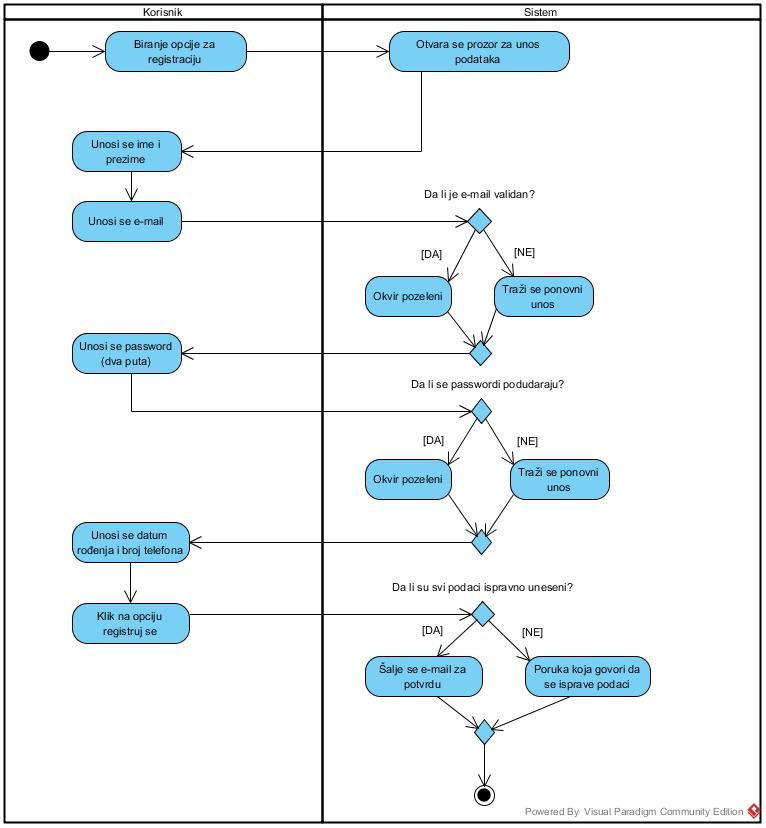 Korisnik
Sistem
Biranje opcije za
registraciju
Otvara se prozor za unos
podataka
Unosi se ime i
prezime
Unosi se e-mail
Da li je e-mail validan?
[DA]
[NE]
Okvir pozeleni
Traži se ponovni
unos
Unosi se password
(dva puta)
Da li se passwordi podudaraju?
[DA]
[NE]
Okvir pozeleni
Traži se ponovni
unos
Unosi se datum
rođenja i broj telefona
Klik na opciju
registruj se
Da li su svi podaci ispravno uneseni?
[DA]
[NE]
Šalje se e-mail za
potvrdu
Poruka koja govori da
se isprave podaci
Powered By Visual Paradigm Community Edition